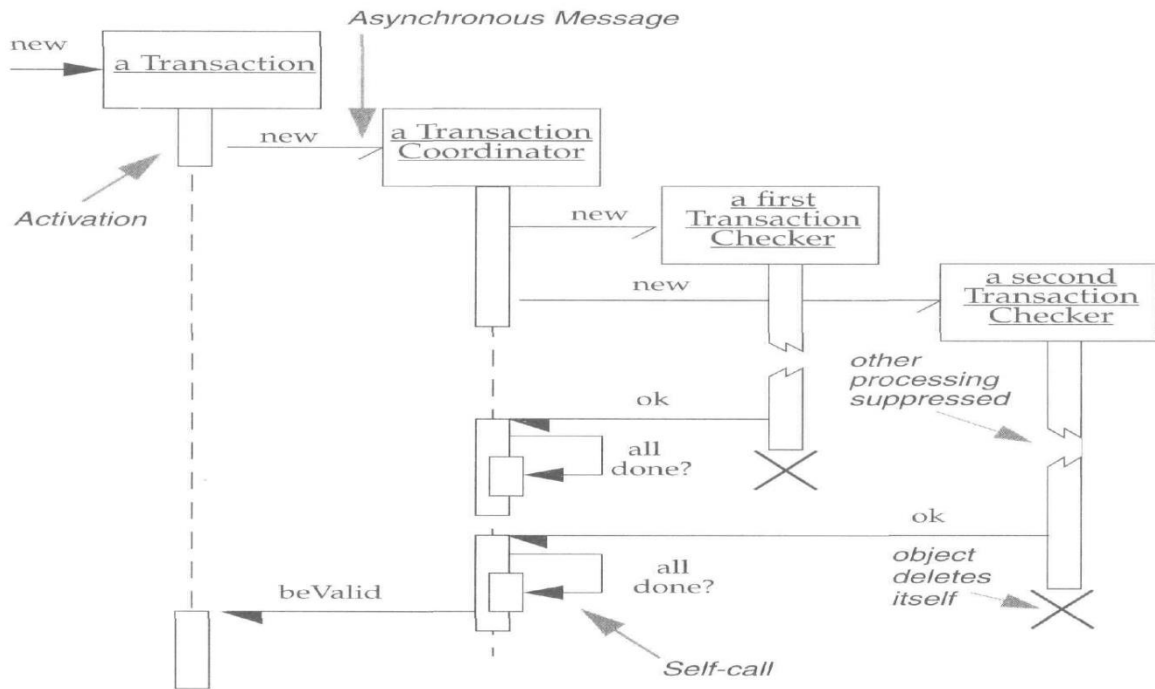 Asynchronous Message
new
a Transaction
new
a Transaction
Coordinator
Activation
new
a first
Transaction
Checker
new
a second
Transaction
Checker
other
processing
suppressed
ok
all
done?
ok
all
done?
object
deletes
itself
beValid
Self-call